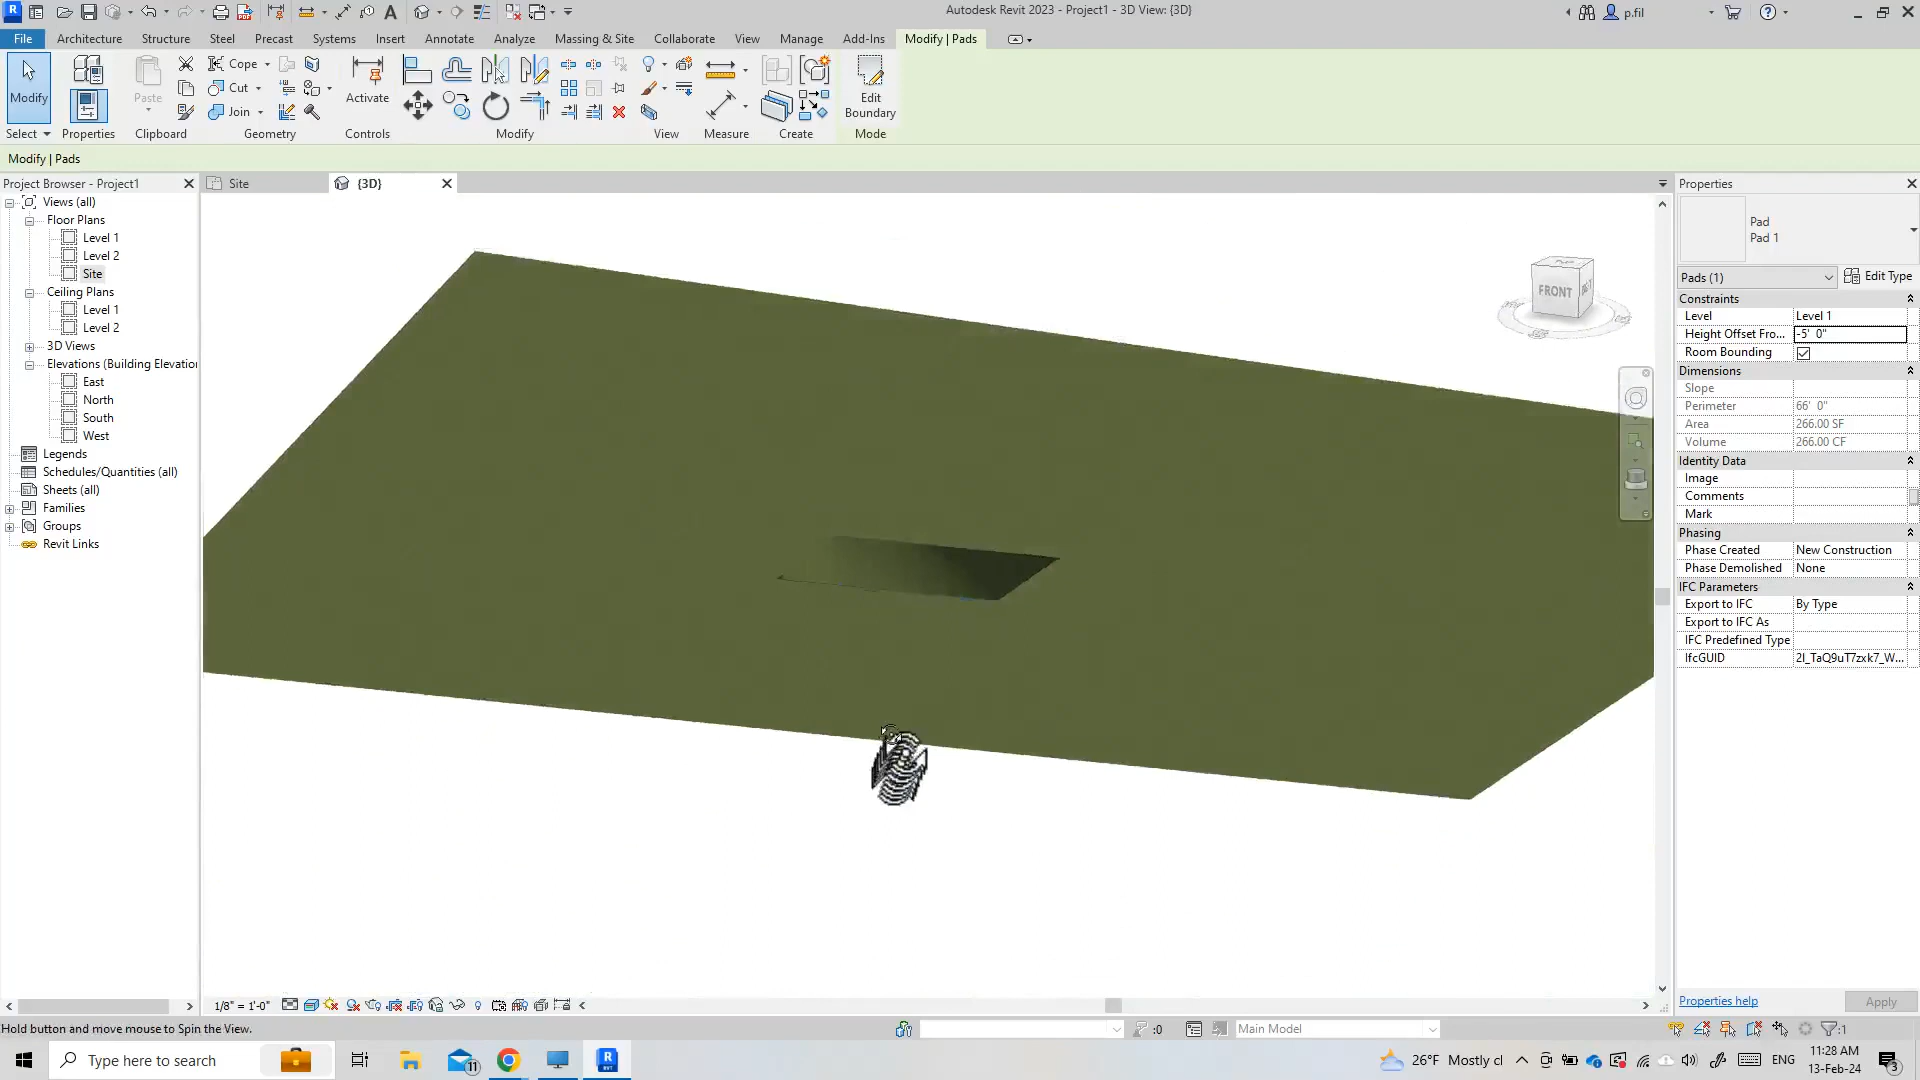 Autodesk Revit 2023 - Project1 - 3D View: {3D}
p.fil
File Architecture Structure Steel Precast Systems Insert Annotate Analyze Massing & Site Collaborate View Manage Add-Ins Modify | Pads
Modify
Paste
Cope
Cut
Join
Activate
Edit
Boundary
Select Properties Clipboard Geometry Controls Modify View Measure Create Mode
Modify | Pads
Project Browser - Project1
Site
{3D}
Properties
Views (all)
Floor Plans
Level 1
Level 2
Site
Ceiling Plans
Level 1
Level 2
3D Views
Elevations (Building Elevation
East
North
South
West
Legends
Schedules/Quantities (all)
Sheets (all)
Families
Groups
Revit Links
FRONT
Pad
Pad 1
Pads (1)
Edit Type
Constraints
Level Level 1
Height Offset Fro... -5' 0"
Room Bounding
Dimensions
Slope
Perimeter 66' 0"
Area 266.00 SF
Volume 266.00 CF
Identity Data
Image
Comments
Mark
Phasing
Phase Created New Construction
Phase Demolished None
IFC Parameters
Export to IFC By Type
Export to IFC As
IFC Predefined Type
IfcGUID 2I_TaQ9uT7zxk7_W...
Properties help
Apply
1/8" = 1'-0"
Hold button and move mouse to Spin the View.
:0
Main Model
:1
Type here to search
11
26°F Mostly cl
ENG
11:28 AM
13-Feb-24
3